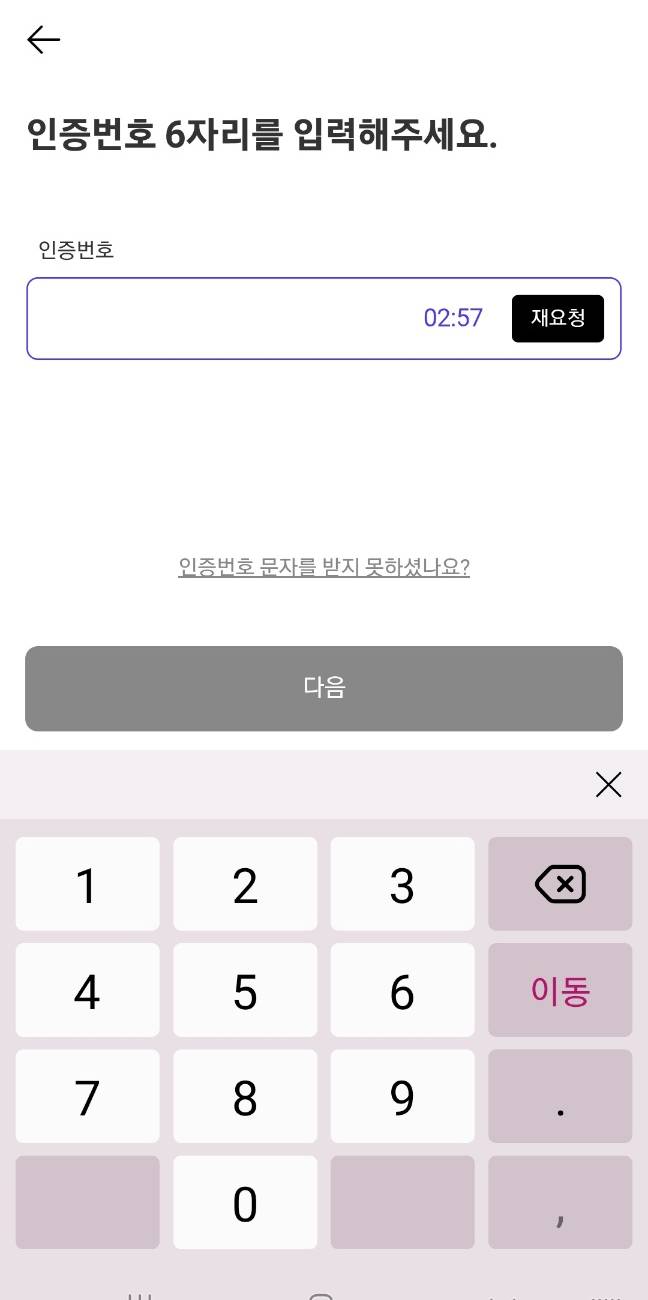 인증번호 6자리를 입력해주세요.
인증번호
02:57 재요청
인증번호 문자를 받지 못하셨나요?
다음
1 2 3
4 5 6 이동
7 8 9 .
0 ,